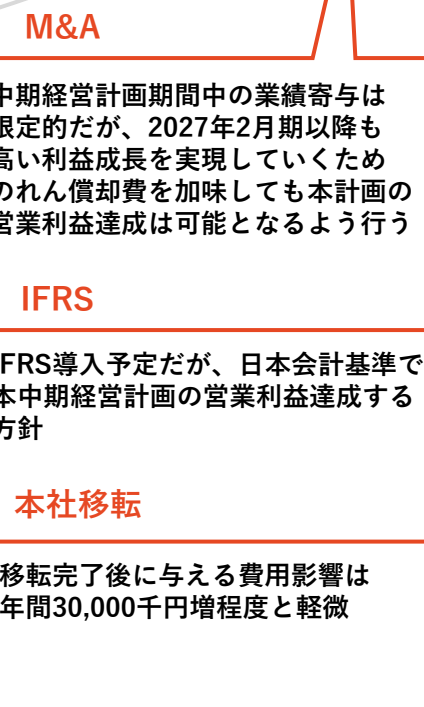 M&A
中期経営計画期間中の業績寄与は
限定的だが、2027年2月期以降も
高い利益成長を実現していくため
のれん償却費を加味しても本計画の
営業利益達成は可能となるよう行う
IFRS
IFRS導入予定だが、日本会計基準で
本中期経営計画の営業利益達成する
方針
本社移転
移転完了後に与える費用影響は
年間30,000千円増程度と軽微